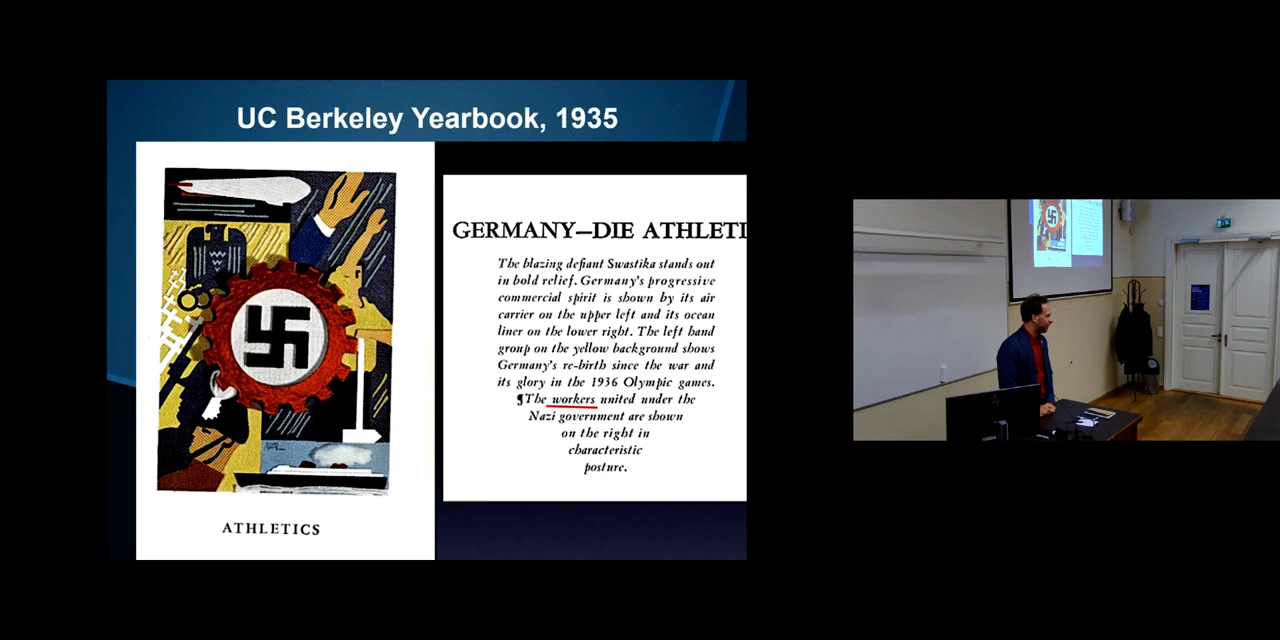 UC Berkeley Yearbook, 1935
GERMANY—DIE ATHLETI
The blazing defiant Swastika stands out
in bold relief. Germany's progressive
commercial spirit is shown by its air
carrier on the upper left and its ocean
liner on the lower right. The left hand
group on the yellow background shows
Germany's re-birth since the war and
its glory in the 1936 Olympic games.
¶The workers united under the
Nazi government are shown
on the right in
characteristic
posture.
ATHLETICS